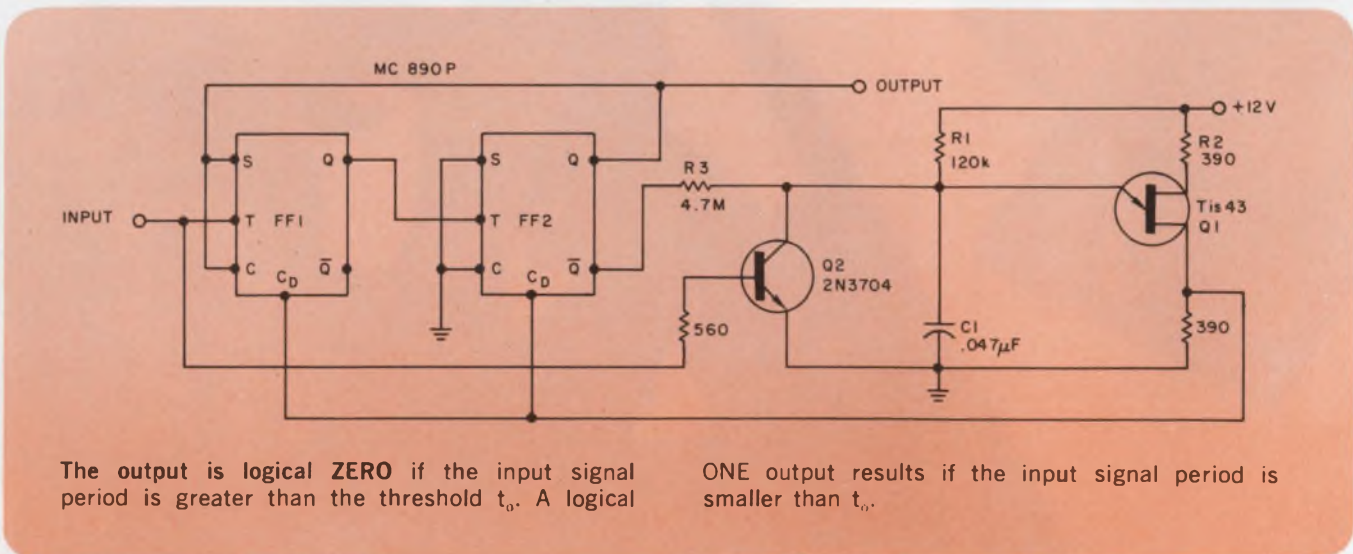 MC 890P
OUTPUT
+12V
S
Q
S
Q
R1
120k
R2
390
R3
4.7M
INPUT
T
FF1
T
FF2
Tis 43
Q1
C
C_D
Q̅
C
C_D
Q̅
Q2
2N3704
560
C1
.047µF
390
The output is logical ZERO if the input signal
period is greater than the threshold t₀. A logical
ONE output results if the input signal period is
smaller than t₀.